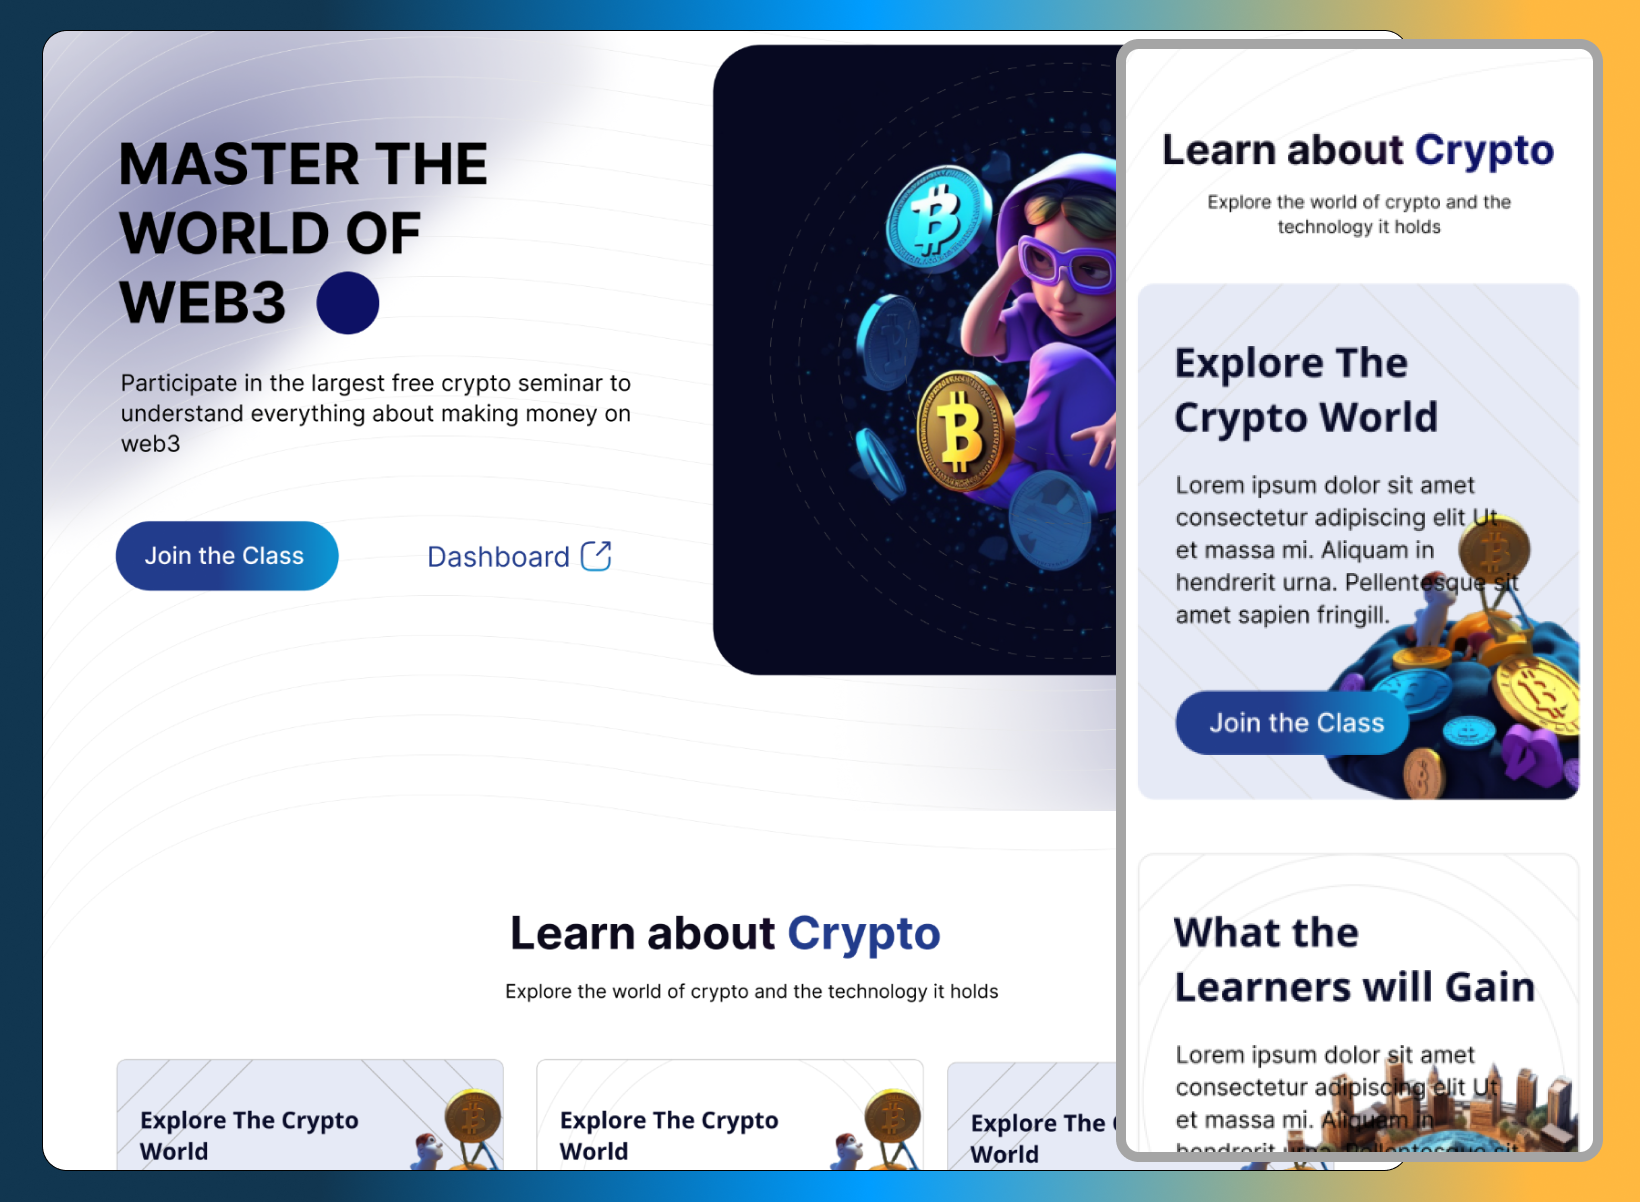 MASTER THE
WORLD OF
WEB3
Participate in the largest free crypto seminar to
understand everything about making money on
web3
Join the Class
Dashboard
Learn about Crypto
Explore the world of crypto and the technology it holds
Explore The Crypto
World
Explore The Crypto
World
Explore The
World
Learn about Crypto
Explore the world of crypto and the
technology it holds
Explore The
Crypto World
Lorem ipsum dolor sit amet
consectetur adipiscing elit Ut
et massa mi. Aliquam in
hendrerit urna. Pellentesque sit
amet sapien fringill.
Join the Class
What the
Learners will Gain
Lorem ipsum dolor sit amet
consectetur adipiscing elit Ut
et massa mi. Aliquam in
hendrerit urna. Pellentesque sit